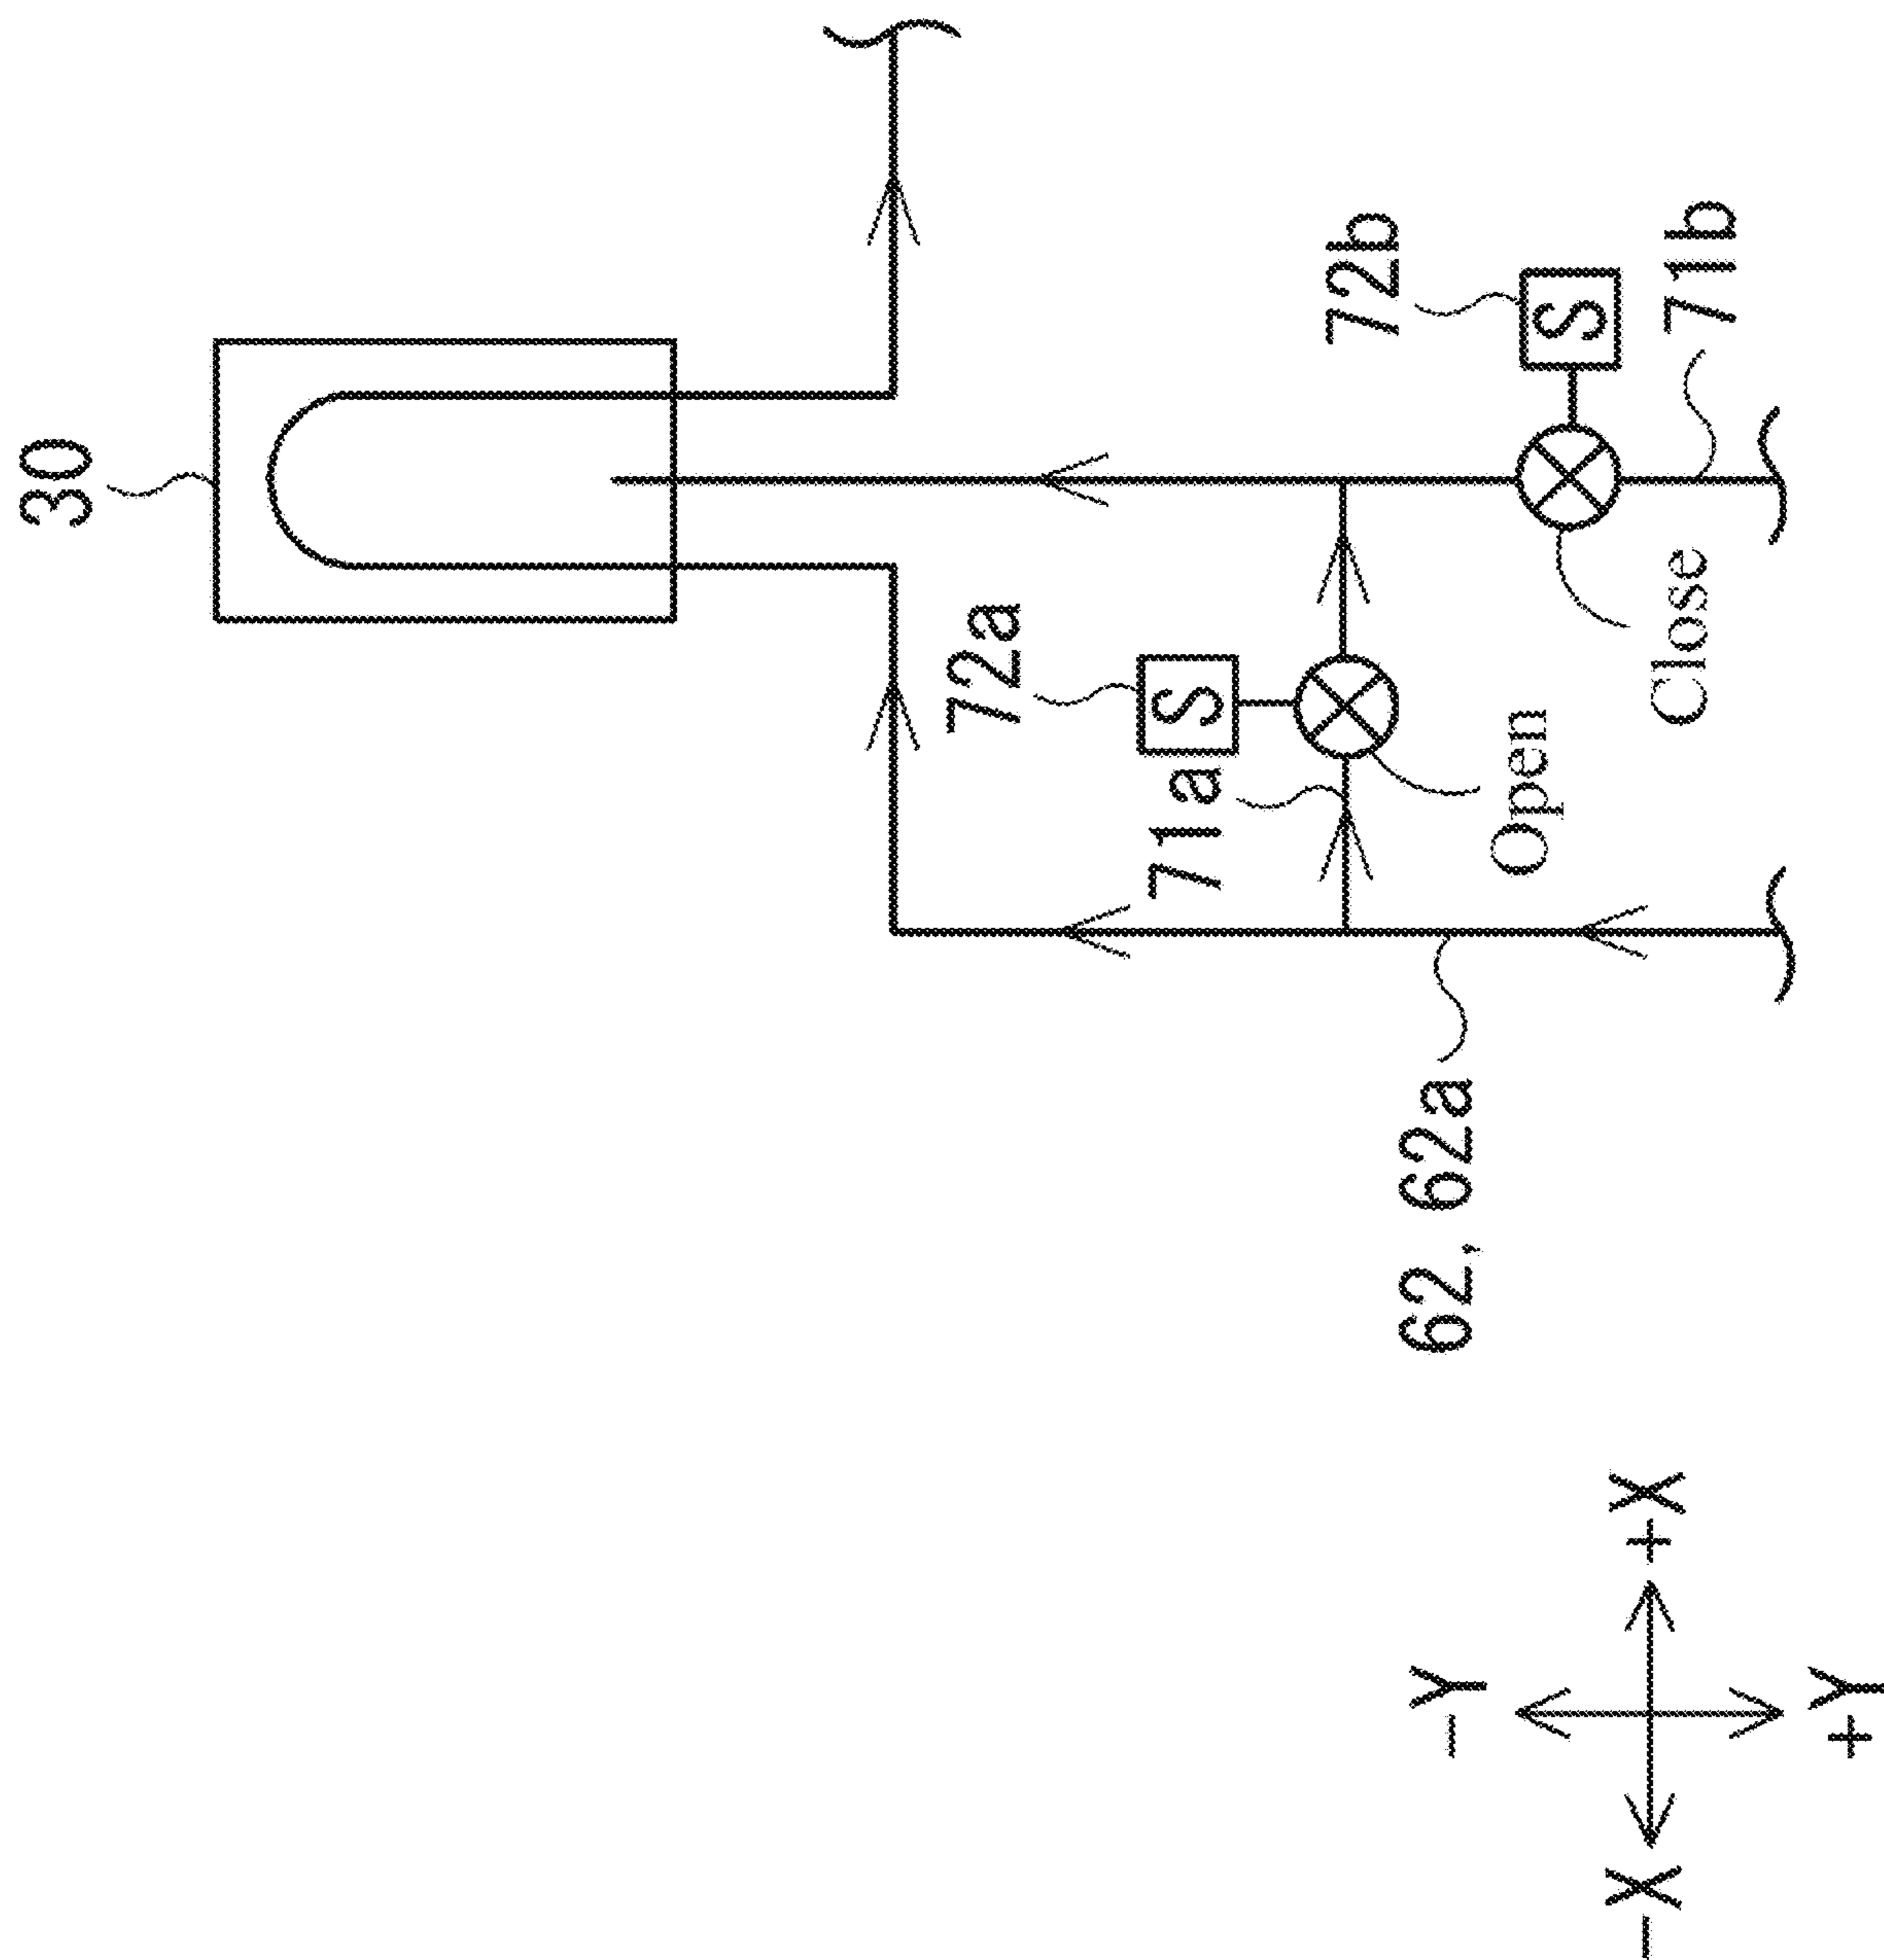 30
72b
S
71b
72a
S
71a
Close
Open
62, 62a
-Y
+X
-X
+Y